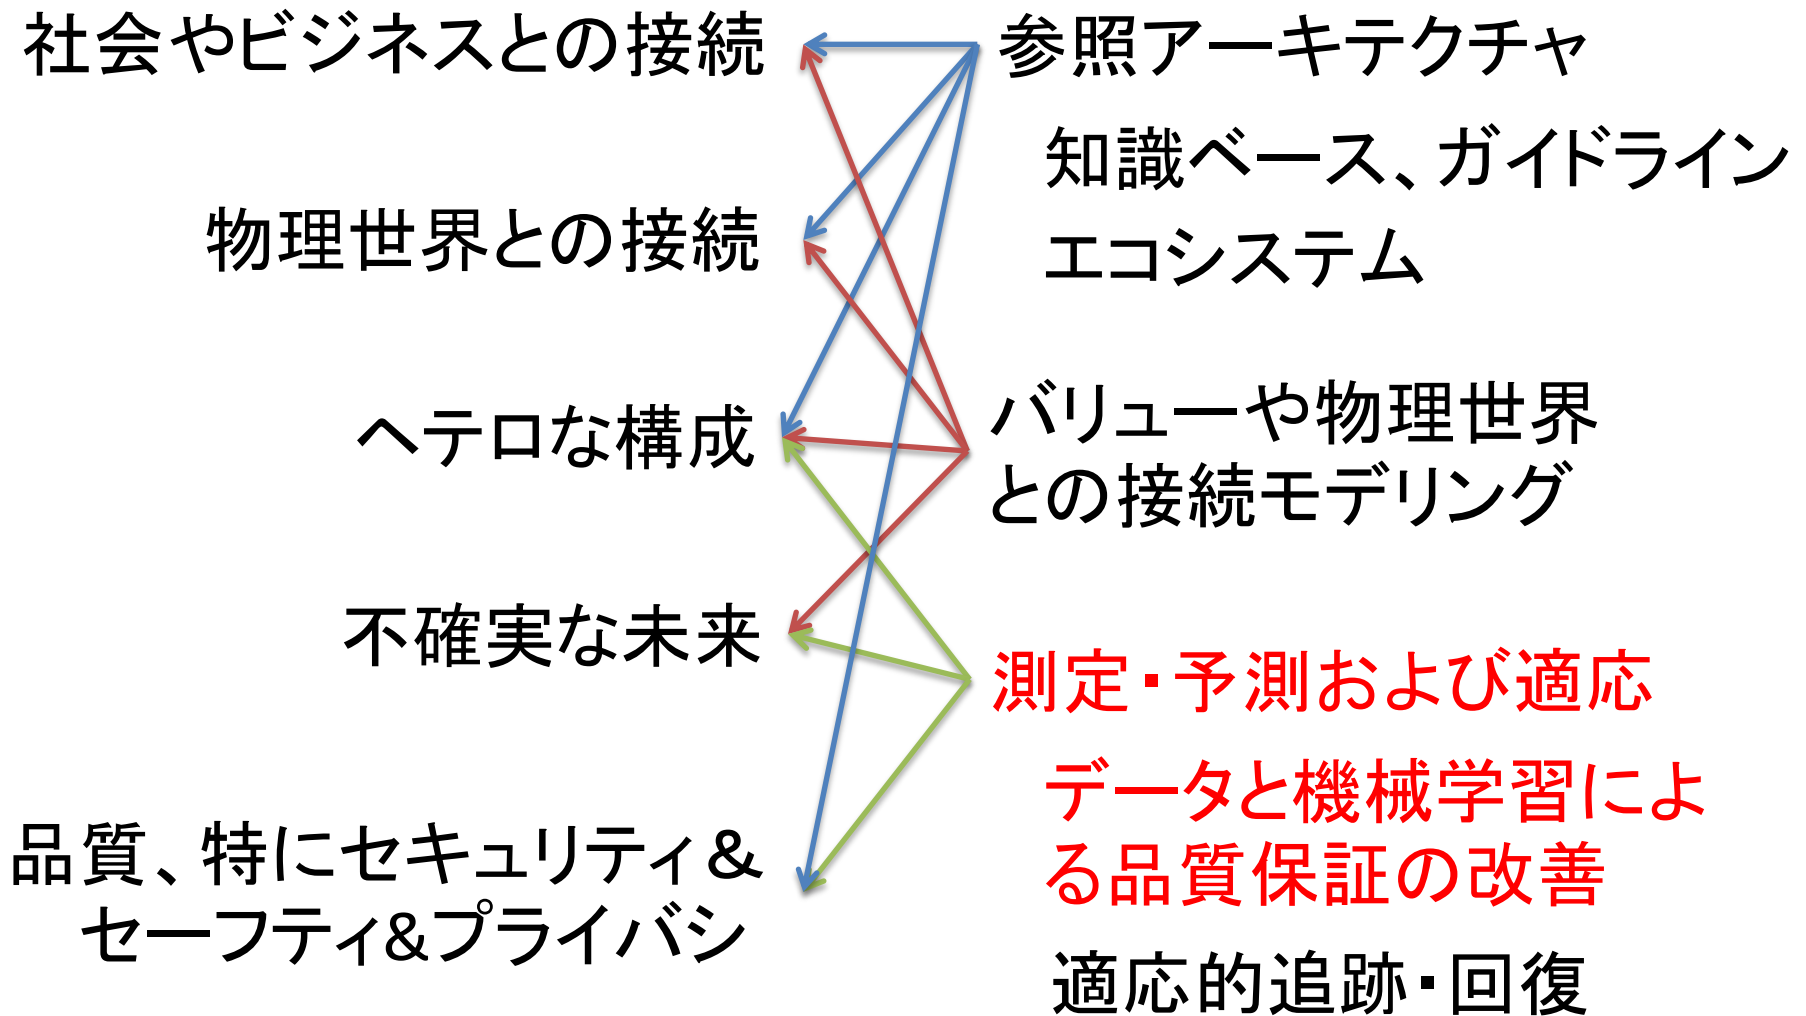 社会やビジネスとの接続
物理世界との接続
ヘテロな構成
不確実な未来
品質、特にセキュリティ&
セーフティ&プライバシ
参照アーキテクチャ
知識ベース、ガイドライン
エコシステム
バリューや物理世界
との接続モデリング
測定・予測および適応
データと機械学習によ
る品質保証の改善
適応的追跡・回復